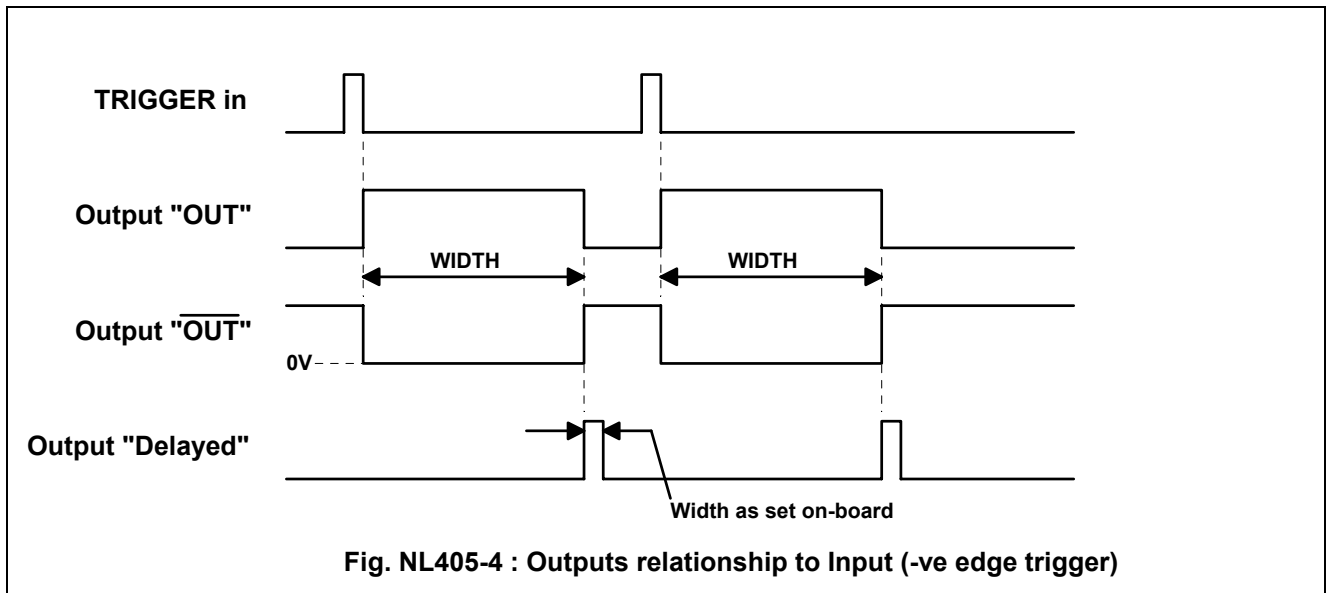 TRIGGER in
Output "OUT"
WIDTH WIDTH
Output "O̅U̅T̅"
0V
Output "Delayed"
Width as set on-board
Fig. NL405-4 : Outputs relationship to Input (-ve edge trigger)